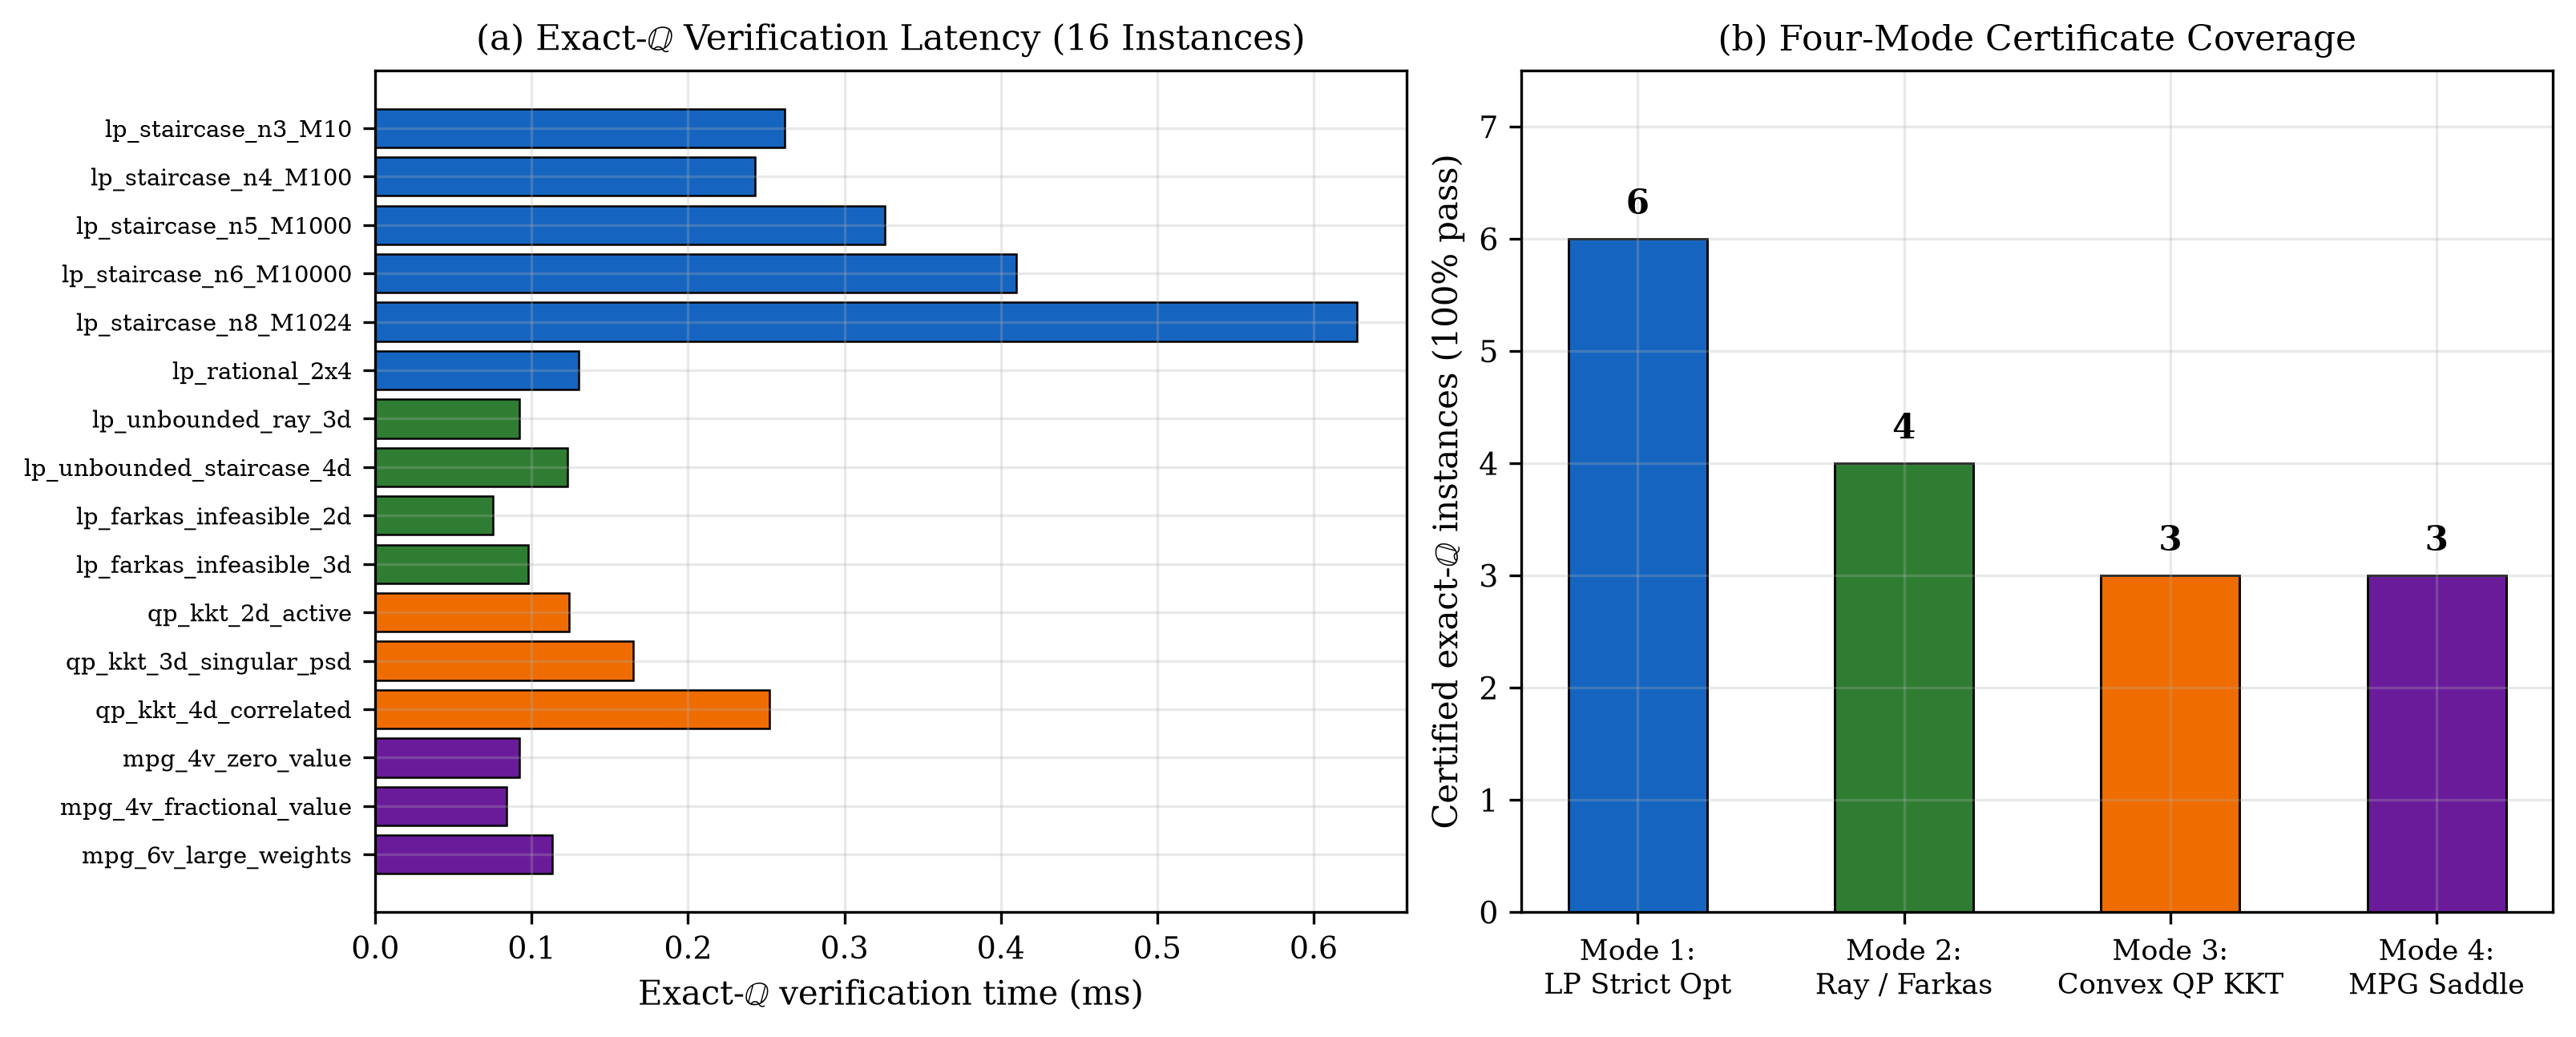 (a) Exact-ℚ Verification Latency (16 Instances)
lp_staircase_n3_M10
lp_staircase_n4_M100
lp_staircase_n5_M1000
lp_staircase_n6_M10000
lp_staircase_n8_M1024
lp_rational_2x4
lp_unbounded_ray_3d
lp_unbounded_staircase_4d
lp_farkas_infeasible_2d
lp_farkas_infeasible_3d
qp_kkt_2d_active
qp_kkt_3d_singular_psd
qp_kkt_4d_correlated
mpg_4v_zero_value
mpg_4v_fractional_value
mpg_6v_large_weights
0.0 0.1 0.2 0.3 0.4 0.5 0.6
Exact-ℚ verification time (ms)
(b) Four-Mode Certificate Coverage
Certified exact-ℚ instances (100% pass)
7
6
5
4
3
2
1
0
6
4
3
3
Mode 1:
LP Strict Opt
Mode 2:
Ray / Farkas
Mode 3:
Convex QP KKT
Mode 4:
MPG Saddle